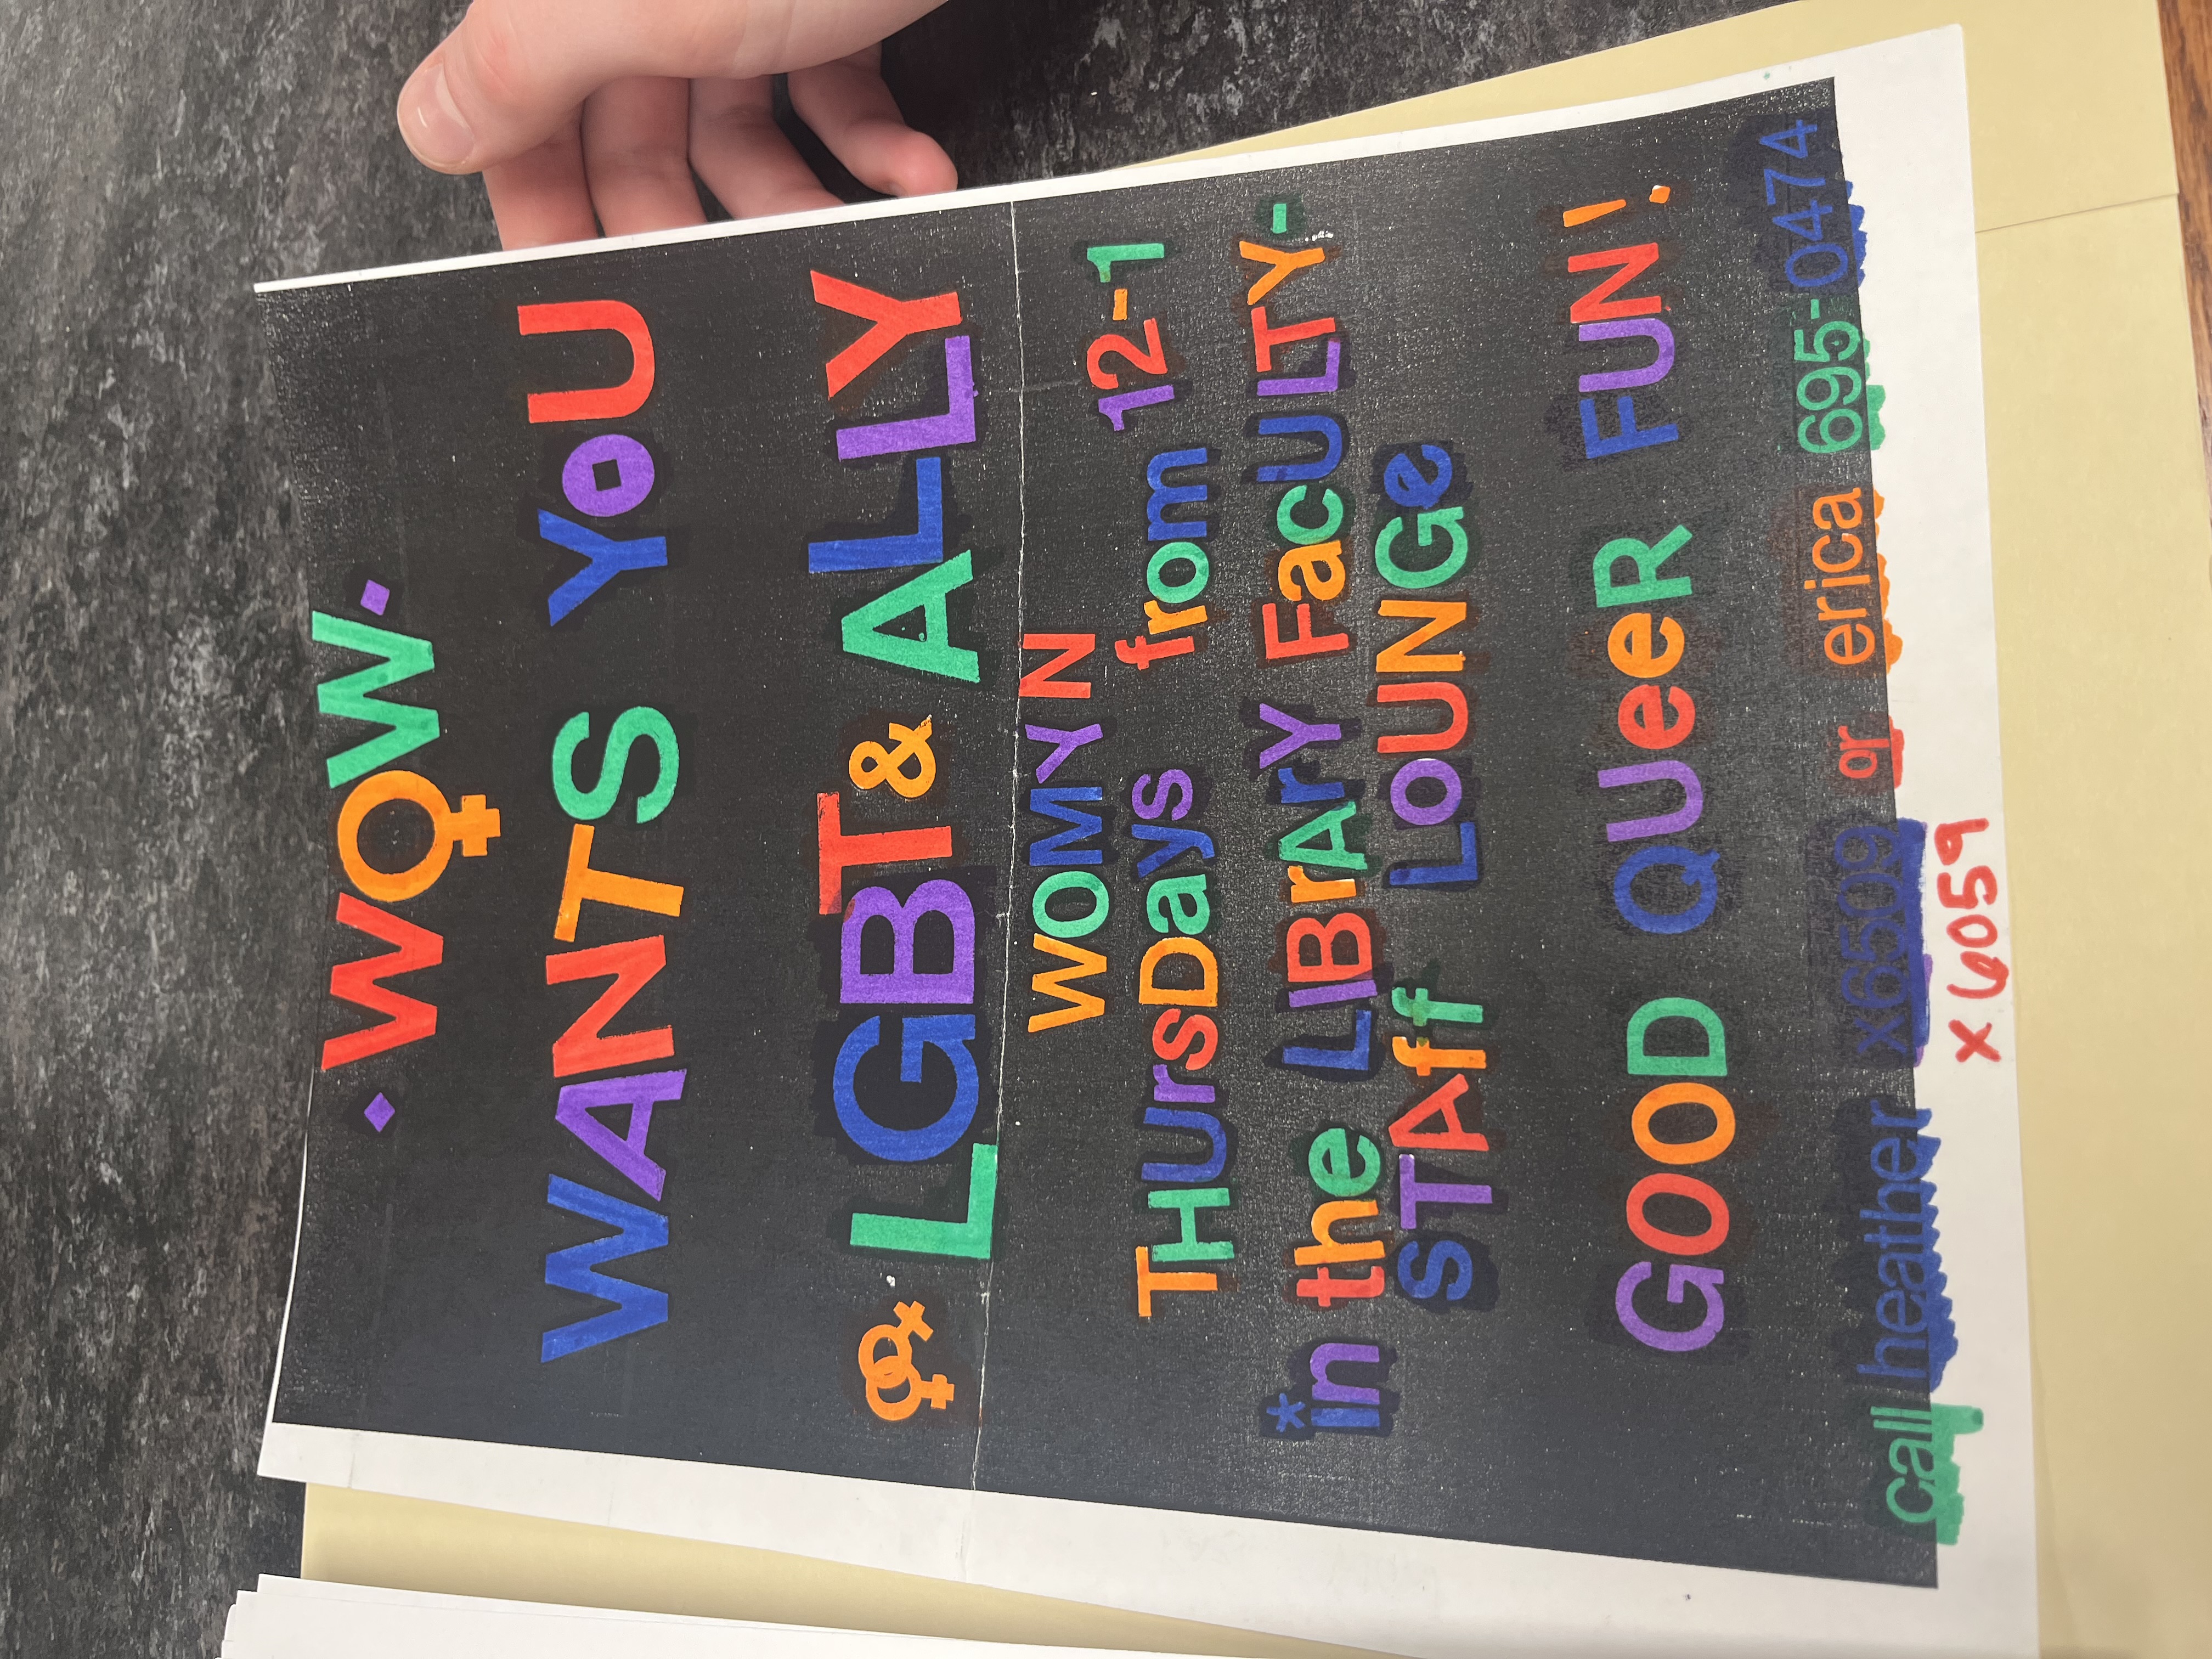 WOW
WANTS YoU
LGBT & ALLY
WOMYN
THUrsDays from 12-1
*in the LIBrArY FacULTY-
STAff LoUNGe
GOOD QUeeR FUN!
call heather x6509 or erica 695-0474
x 6059